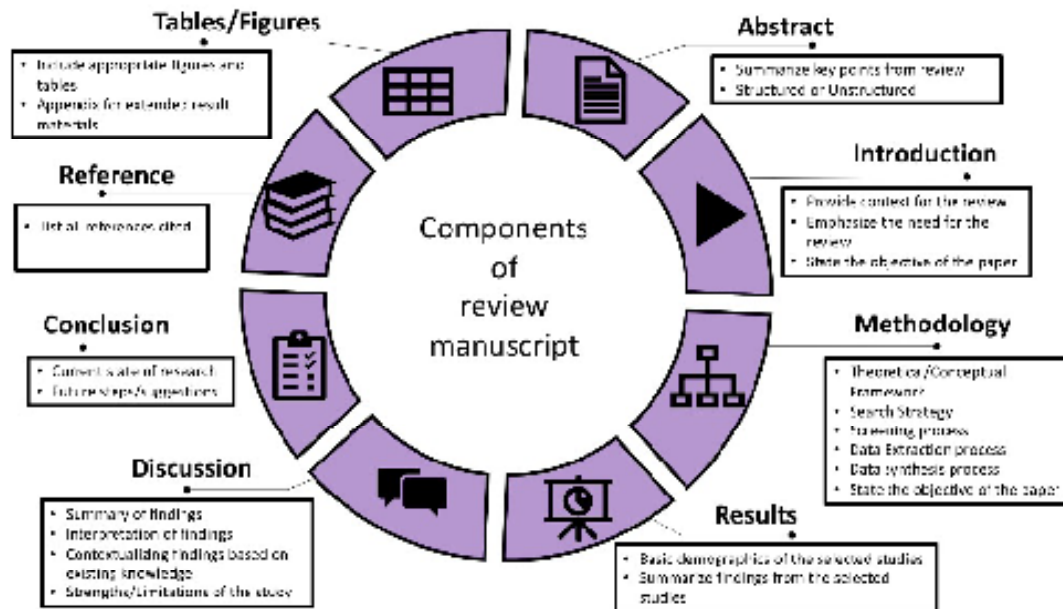 Tables/Figures
• Include appropriate figures and
tables
• Appendix for extended result
materials
Abstract
• Summarize key points from review
• Structured or Unstructured
Introduction
• Provide context for the review
• Emphasize the need for the
review
• State the objective of the paper
Methodology
• Theoretical/Conceptual
Framework
• Search Strategy
• Screening process
• Data Extraction process
• Data synthesis process
• State the objective of the paper
Results
• Basic demographics of the selected studies
• Summarize findings from the selected
studies
Discussion
• Summary of findings
• Interpretation of findings
• Contextualizing findings based on
existing knowledge
• Strengths/Limitations of the study
Conclusion
• Current state of research
• Future steps/suggestions
Reference
• List all references cited
Components
of
review
manuscript